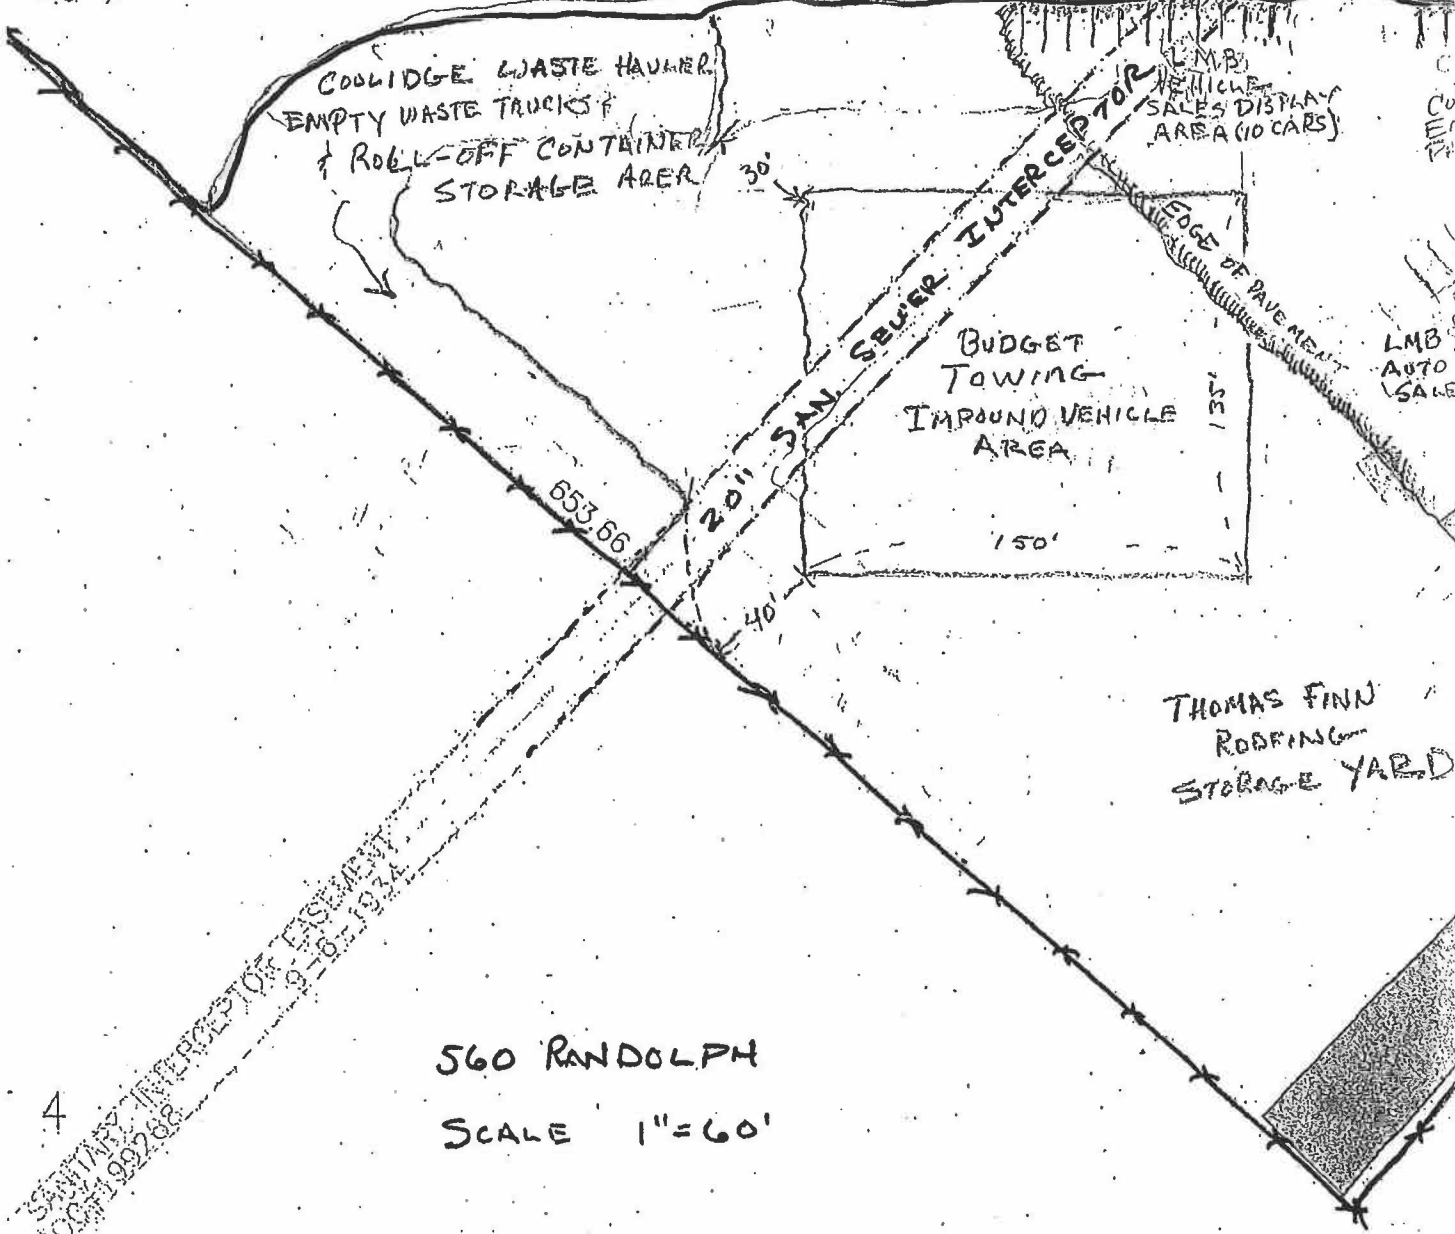 COOLIDGE WASTE HAULER
EMPTY WASTE TRUCKS &
& ROLL-OFF CONTAINER
STORAGE AREA
L.M.B.
VEHICLE
SALES DISPLAY
AREA (10 CARS)
30'
20" SAN. SEWER INTERCEPTOR
EDGE OF PAVEMENT
BUDGET
TOWING
IMPOUND VEHICLE
AREA
135'
150'
LMB
AUTO
SALE
653.66
40'
THOMAS FINN
ROOFING
STORAGE YARD
SANITARY INTERCEPTOR EASEMENT
9-6-1934
560 RANDOLPH
SCALE 1"=60'
4